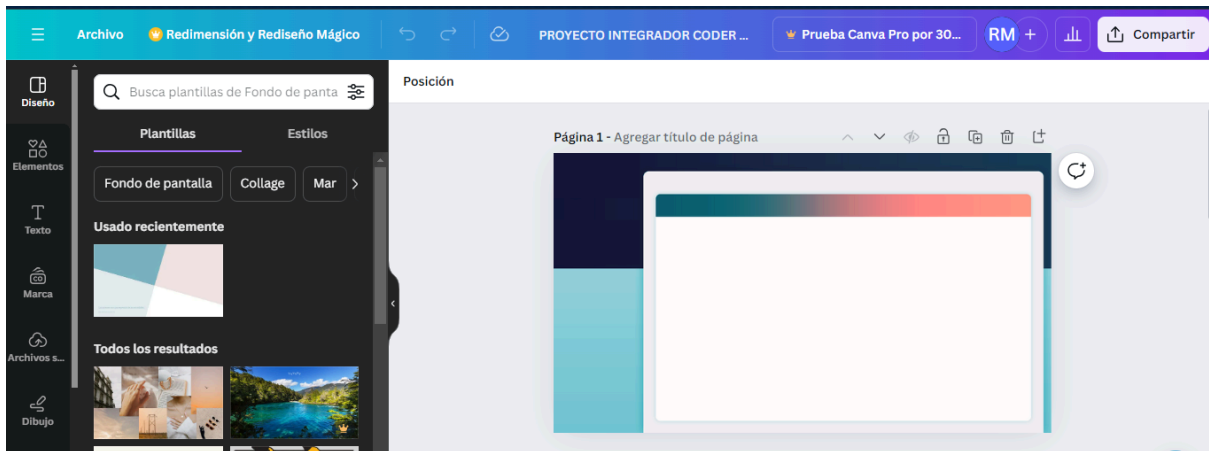 Archivo
Redimensión y Rediseño Mágico
PROYECTO INTEGRADOR CODER ...
Prueba Canva Pro por 30...
RM
+
Compartir
Diseño
Elementos
Texto
Marca
Archivos s...
Dibujo
Busca plantillas de Fondo de panta
Plantillas
Estilos
Fondo de pantalla
Collage
Mar
Usado recientemente
Todos los resultados
Posición
Página 1 - Agregar título de página